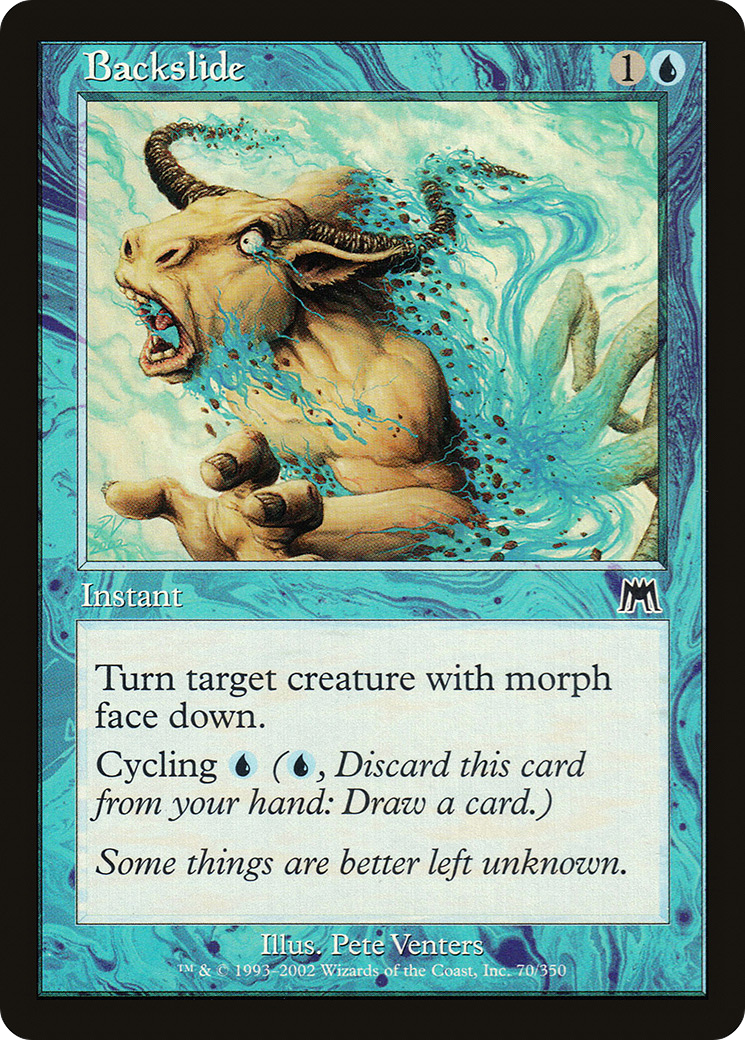 Backslide 1
Instant
Turn target creature with morph
face down.
Cycling (, Discard this card
from your hand: Draw a card.)
Some things are better left unknown.
Illus. Pete Venters
™ & © 1993–2002 Wizards of the Coast, Inc. 70/350